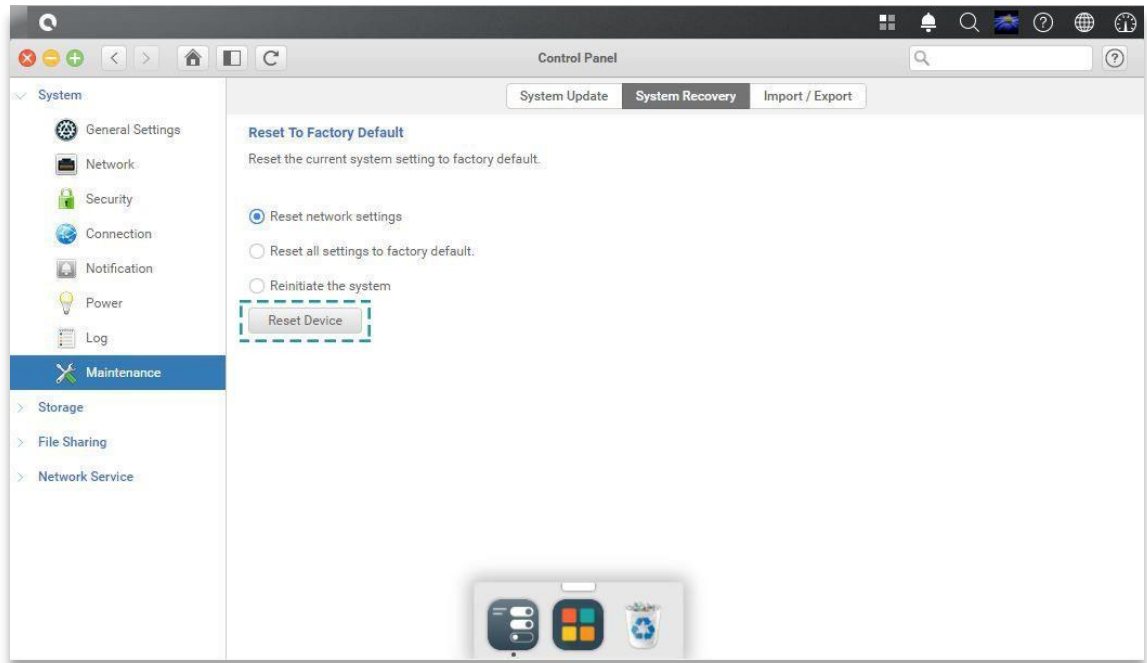 Control Panel
System
General Settings
Network
Security
Connection
Notification
Power
Log
Maintenance
Storage
File Sharing
Network Service
System Update
System Recovery
Import / Export
Reset To Factory Default
Reset the current system setting to factory default.
Reset network settings
Reset all settings to factory default.
Reinitiate the system
Reset Device